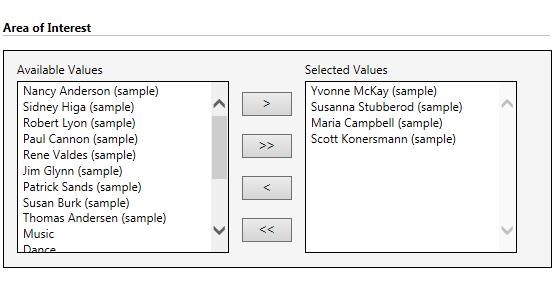 Area of Interest
Available Values
Nancy Anderson (sample)
Sidney Higa (sample)
Robert Lyon (sample)
Paul Cannon (sample)
Rene Valdes (sample)
Jim Glynn (sample)
Patrick Sands (sample)
Susan Burk (sample)
Thomas Andersen (sample)
Music
Dance
>
>>
<
<<
Selected Values
Yvonne McKay (sample)
Susanna Stubberod (sample)
Maria Campbell (sample)
Scott Konersmann (sample)